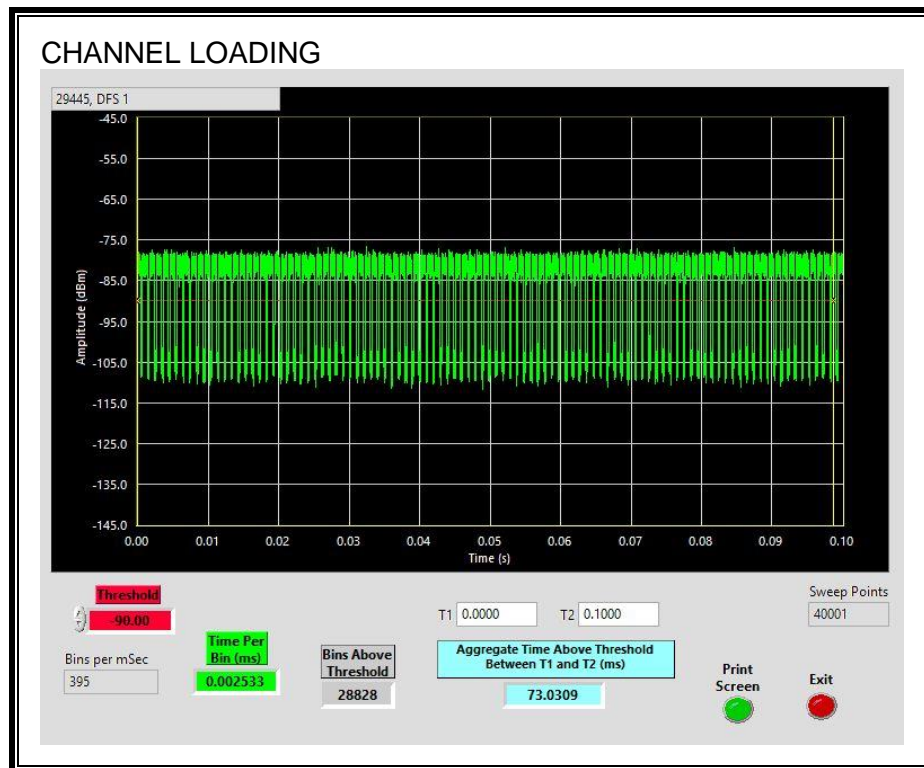 CHANNEL LOADING
29445, DFS 1
-45.0
-55.0
-65.0
-75.0
-85.0
-95.0
-105.0
-115.0
-125.0
-135.0
-145.0
Amplitude (dBm)
0.00 0.01 0.02 0.03 0.04 0.05 0.06 0.07 0.08 0.09 0.10
Time (s)
Threshold
-90.00
T1 0.0000 T2 0.1000
Sweep Points
40001
Bins per mSec
395
Time Per
Bin (ms)
0.002533
Bins Above
Threshold
28828
Aggregate Time Above Threshold
Between T1 and T2 (ms)
73.0309
Print
Screen
Exit